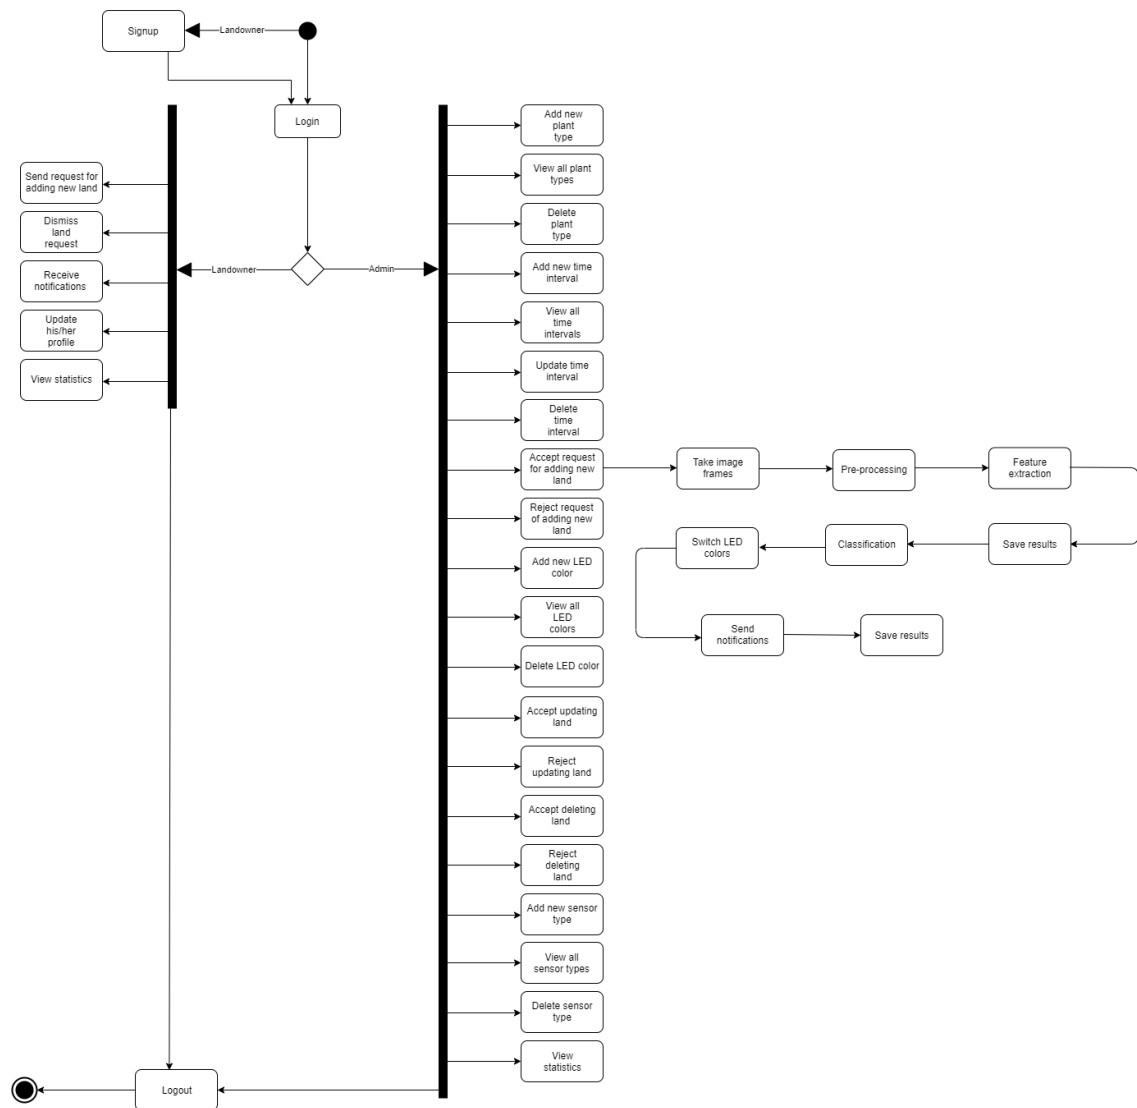 Signup
Landowner
Login
Send request for
adding new land
Dismiss
land
request
Receive
notifications
Update
his/her
profile
View statistics
Landowner
Admin
Add new
plant
type
View all plant
types
Delete
plant
type
Add new time
interval
View all
time
intervals
Update time
interval
Delete
time
interval
Accept request
for adding new
land
Reject request
of adding new
land
Add new LED
color
View all
LED
colors
Delete LED color
Accept updating
land
Reject
updating land
Accept deleting
land
Reject
deleting
land
Add new sensor
type
View all
sensor types
Delete sensor
type
View
statistics
Take image
frames
Pre-processing
Feature
extraction
Switch LED
colors
Classification
Save results
Send
notifications
Save results
Logout